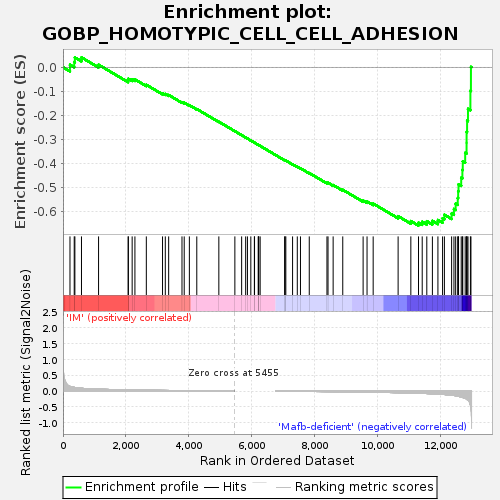 Enrichment plot:
GOBP_HOMOTYPIC_CELL_CELL_ADHESION
Enrichment score (ES)
0.0
-0.1
-0.2
-0.3
-0.4
-0.5
-0.6
'IM' (positively correlated)
Ranked list metric (Signal2Noise)
2.5
2.0
1.5
1.0
0.5
0.0
-0.5
-1.0
Zero cross at 5455
'Mafb-deficient' (negatively correlated)
0
2,000
4,000
6,000
8,000
10,000
12,000
Rank in Ordered Dataset
Enrichment profile
Hits
Ranking metric scores